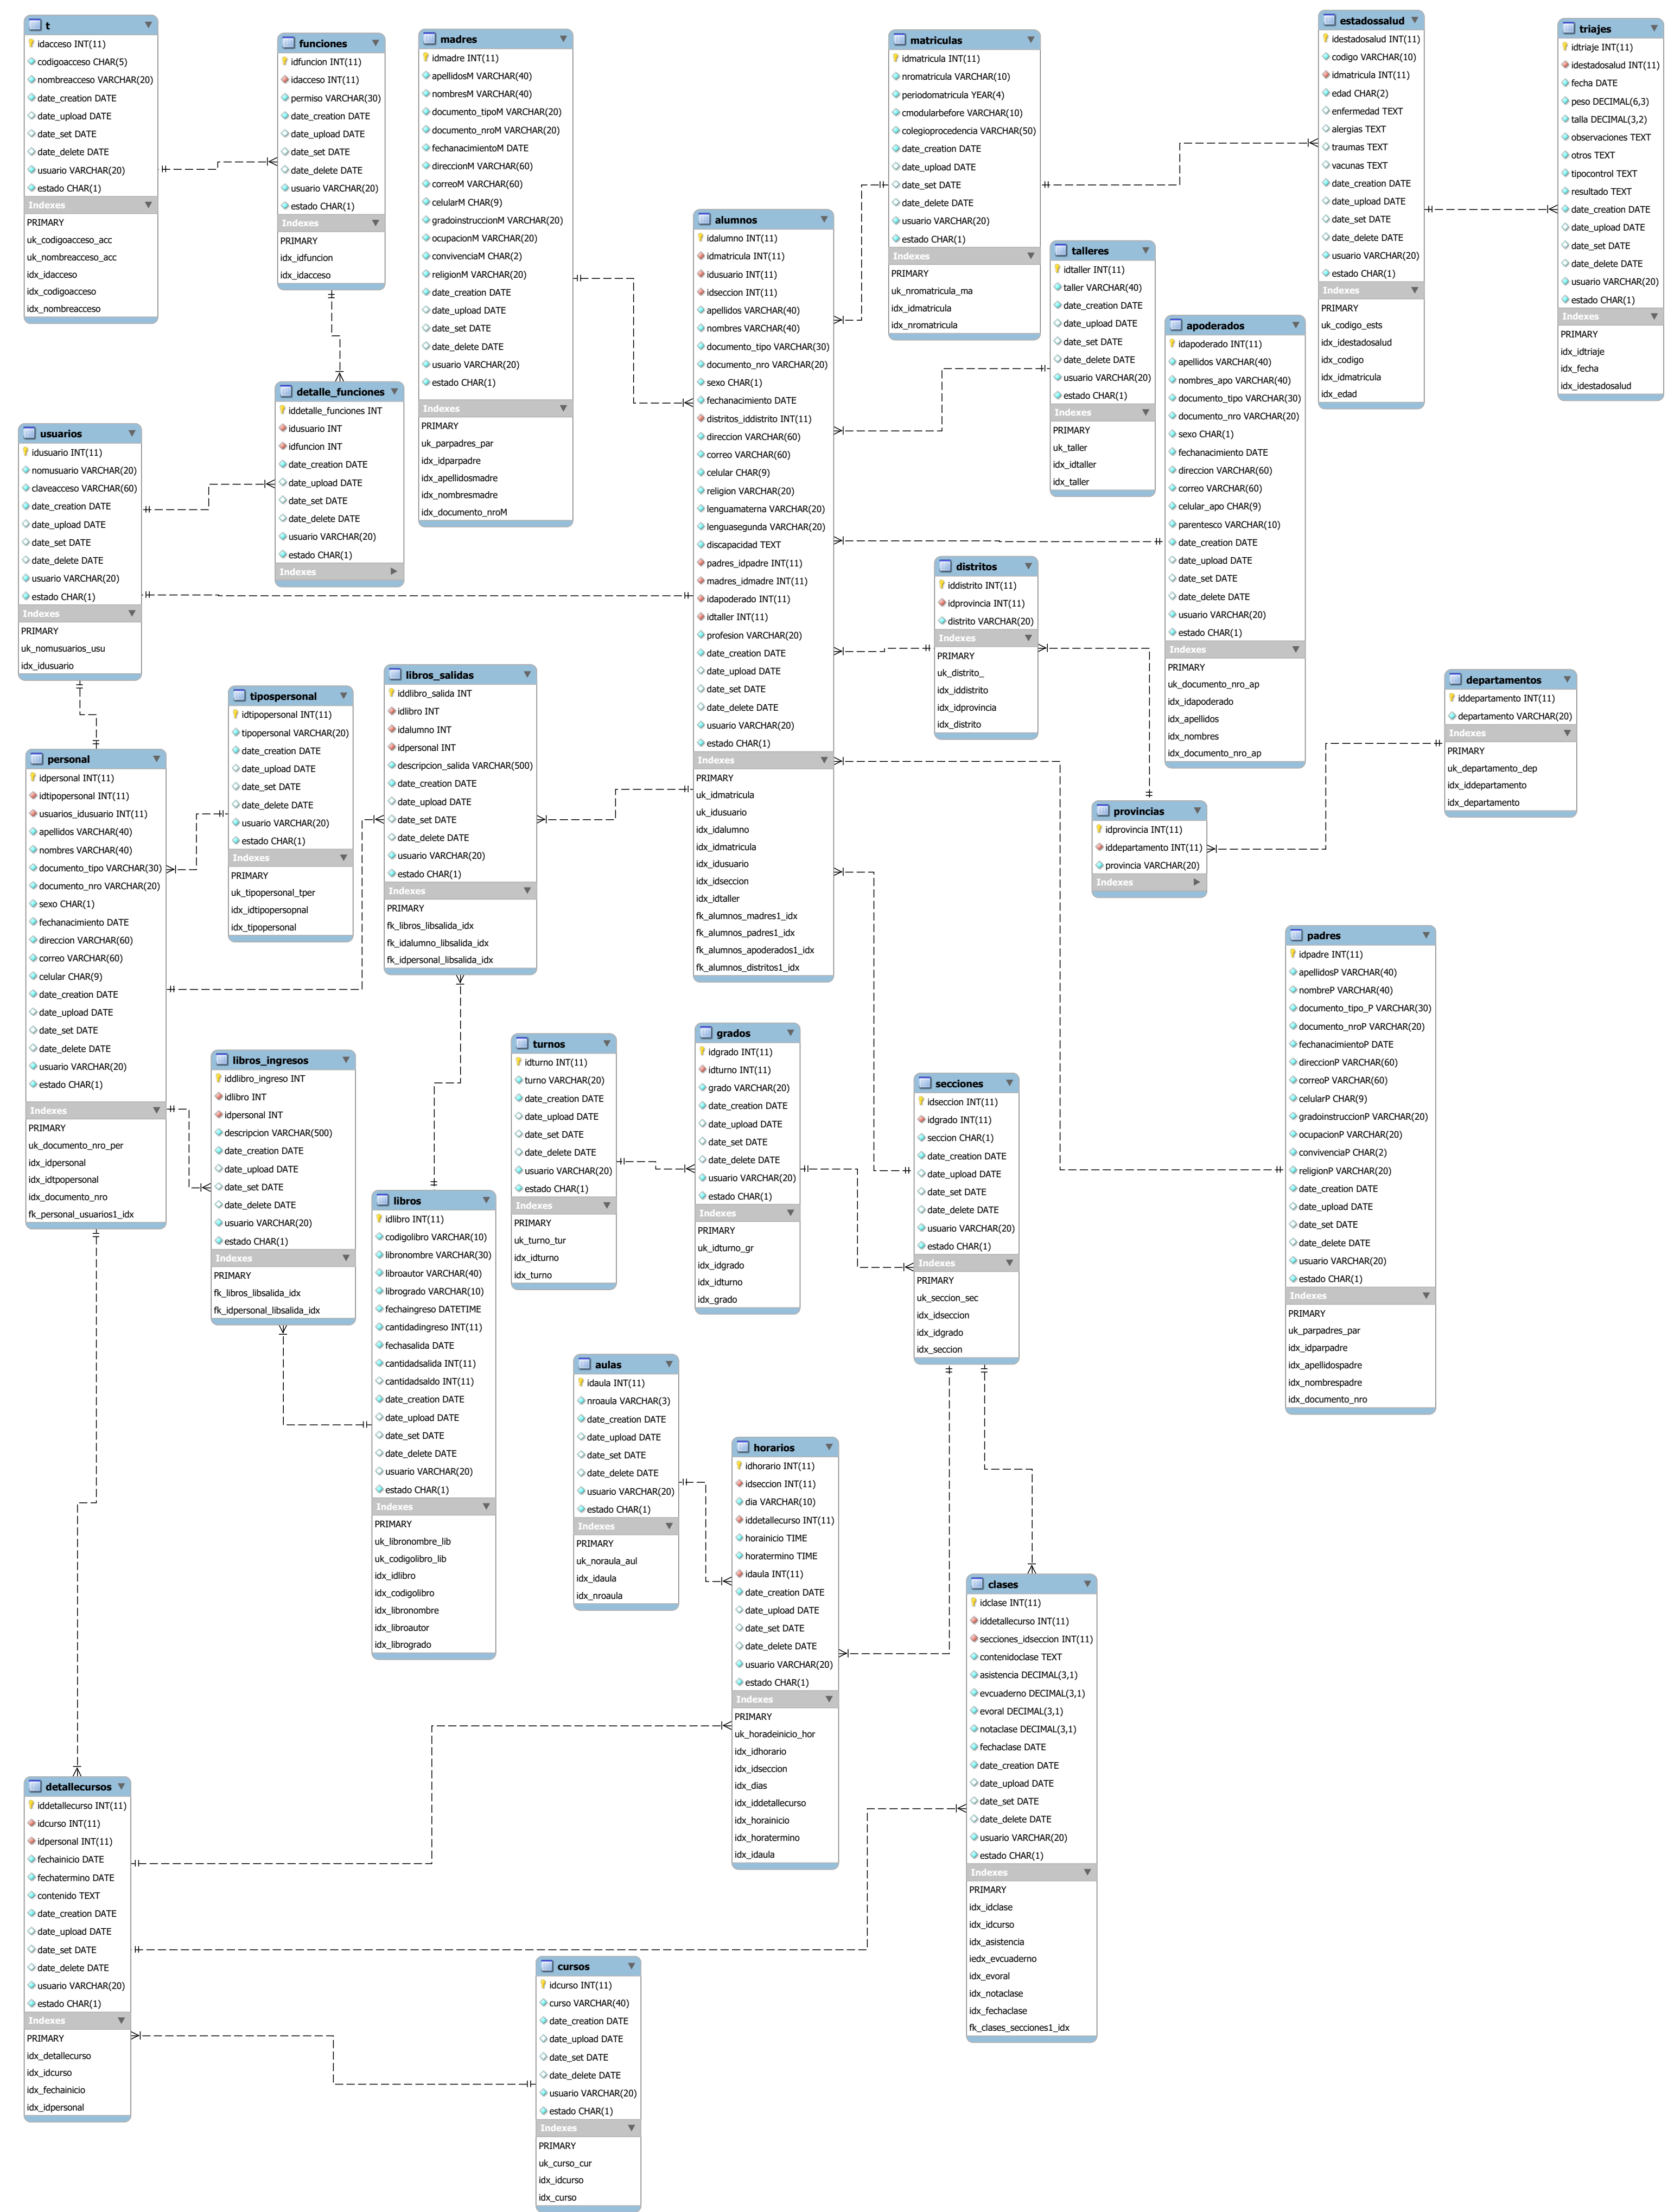 t
idacceso INT(11)
codigoacceso CHAR(5)
nombreacceso VARCHAR(20)
date_creation DATE
date_upload DATE
date_set DATE
date_delete DATE
usuario VARCHAR(20)
estado CHAR(1)
Indexes
PRIMARY
uk_codigoacceso_acc
uk_nombreacceso_acc
idx_idacceso
idx_codigoacceso
idx_nombreacceso
funciones
idfuncion INT(11)
idacceso INT(11)
permiso VARCHAR(30)
date_creation DATE
date_upload DATE
date_set DATE
date_delete DATE
usuario VARCHAR(20)
estado CHAR(1)
Indexes
PRIMARY
idx_idfuncion
idx_idacceso
madres
idmadre INT(11)
apellidosM VARCHAR(40)
nombresM VARCHAR(40)
documento_tipoM VARCHAR(20)
documento_nroM VARCHAR(20)
fechanacimientoM DATE
direccionM VARCHAR(60)
correoM VARCHAR(60)
celularM CHAR(9)
gradoinstruccionM VARCHAR(20)
ocupacionM VARCHAR(20)
convivenciaM CHAR(2)
religionM VARCHAR(20)
date_creation DATE
date_upload DATE
date_set DATE
date_delete DATE
usuario VARCHAR(20)
estado CHAR(1)
Indexes
PRIMARY
uk_parpadres_par
idx_idparpadre
idx_apellidosmadre
idx_nombresmadre
idx_documento_nroM
matriculas
idmatricula INT(11)
nromatricula VARCHAR(10)
periodomatricula YEAR(4)
cmodularbefore VARCHAR(10)
colegioprocedencia VARCHAR(50)
date_creation DATE
date_upload DATE
date_set DATE
date_delete DATE
usuario VARCHAR(20)
estado CHAR(1)
Indexes
PRIMARY
uk_nromatricula_ma
idx_idmatricula
idx_nromatricula
estadossalud
idestadosalud INT(11)
codigo VARCHAR(10)
idmatricula INT(11)
edad CHAR(2)
enfermedad TEXT
alergias TEXT
traumas TEXT
vacunas TEXT
date_creation DATE
date_upload DATE
date_set DATE
date_delete DATE
usuario VARCHAR(20)
estado CHAR(1)
Indexes
PRIMARY
uk_codigo_ests
idx_idestadosalud
idx_codigo
idx_idmatricula
idx_edad
triajes
idtriaje INT(11)
idestadosalud INT(11)
fecha DATE
peso DECIMAL(6,3)
talla DECIMAL(3,2)
observaciones TEXT
otros TEXT
tipocontrol TEXT
resultado TEXT
date_creation DATE
date_upload DATE
date_set DATE
date_delete DATE
usuario VARCHAR(20)
estado CHAR(1)
Indexes
PRIMARY
idx_idtriaje
idx_fecha
idx_idestadosalud
alumnos
idalumno INT(11)
idmatricula INT(11)
idusuario INT(11)
idseccion INT(11)
apellidos VARCHAR(40)
nombres VARCHAR(40)
documento_tipo VARCHAR(30)
documento_nro VARCHAR(20)
sexo CHAR(1)
fechanacimiento DATE
distritos_iddistrito INT(11)
direccion VARCHAR(60)
correo VARCHAR(60)
celular CHAR(9)
religion VARCHAR(20)
lenguamaterna VARCHAR(20)
lenguasegunda VARCHAR(20)
discapacidad TEXT
padres_idpadre INT(11)
madres_idmadre INT(11)
idapoderado INT(11)
idtaller INT(11)
profesion VARCHAR(20)
date_creation DATE
date_upload DATE
date_set DATE
date_delete DATE
usuario VARCHAR(20)
estado CHAR(1)
Indexes
PRIMARY
uk_idmatricula
uk_idusuario
idx_idalumno
idx_idmatricula
idx_idusuario
idx_idseccion
idx_idtaller
fk_alumnos_madres1_idx
fk_alumnos_padres1_idx
fk_alumnos_apoderados1_idx
fk_alumnos_distritos1_idx
talleres
idtaller INT(11)
taller VARCHAR(40)
date_creation DATE
date_upload DATE
date_set DATE
date_delete DATE
usuario VARCHAR(20)
estado CHAR(1)
Indexes
PRIMARY
uk_taller
idx_idtaller
idx_taller
apoderados
idapoderado INT(11)
apellidos VARCHAR(40)
nombres_apo VARCHAR(40)
documento_tipo VARCHAR(30)
documento_nro VARCHAR(20)
sexo CHAR(1)
fechanacimiento DATE
direccion VARCHAR(60)
correo VARCHAR(60)
celular_apo CHAR(9)
parentesco VARCHAR(10)
date_creation DATE
date_upload DATE
date_set DATE
date_delete DATE
usuario VARCHAR(20)
estado CHAR(1)
Indexes
PRIMARY
uk_documento_nro_ap
idx_idapoderado
idx_apellidos
idx_nombres
idx_documento_nro_ap
detalle_funciones
iddetalle_funciones INT
idusuario INT
idfuncion INT
date_creation DATE
date_upload DATE
date_set DATE
date_delete DATE
usuario VARCHAR(20)
estado CHAR(1)
Indexes
usuarios
idusuario INT(11)
nomusuario VARCHAR(20)
claveacceso VARCHAR(60)
date_creation DATE
date_upload DATE
date_set DATE
date_delete DATE
usuario VARCHAR(20)
estado CHAR(1)
Indexes
PRIMARY
uk_nomusuarios_usu
idx_idusuario
distritos
iddistrito INT(11)
idprovincia INT(11)
distrito VARCHAR(20)
Indexes
PRIMARY
uk_distrito_
idx_iddistrito
idx_idprovincia
idx_distrito
departamentos
iddepartamento INT(11)
departamento VARCHAR(20)
Indexes
PRIMARY
uk_departamento_dep
idx_iddepartamento
idx_departamento
provincias
idprovincia INT(11)
iddepartamento INT(11)
provincia VARCHAR(20)
Indexes
libros_salidas
iddlibro_salida INT
idlibro INT
idalumno INT
idpersonal INT
descripcion_salida VARCHAR(500)
date_creation DATE
date_upload DATE
date_set DATE
date_delete DATE
usuario VARCHAR(20)
estado CHAR(1)
Indexes
PRIMARY
fk_libros_libsalida_idx
fk_idalumno_libsalida_idx
fk_idpersonal_libsalida_idx
tipospersonal
idtipopersonal INT(11)
tipopersonal VARCHAR(20)
date_creation DATE
date_upload DATE
date_set DATE
date_delete DATE
usuario VARCHAR(20)
estado CHAR(1)
Indexes
PRIMARY
uk_tipopersonal_tper
idx_idtipopersopnal
idx_tipopersonal
personal
idpersonal INT(11)
idtipopersonal INT(11)
usuarios_idusuario INT(11)
apellidos VARCHAR(40)
nombres VARCHAR(40)
documento_tipo VARCHAR(30)
documento_nro VARCHAR(20)
sexo CHAR(1)
fechanacimiento DATE
direccion VARCHAR(60)
correo VARCHAR(60)
celular CHAR(9)
date_creation DATE
date_upload DATE
date_set DATE
date_delete DATE
usuario VARCHAR(20)
estado CHAR(1)
Indexes
PRIMARY
uk_documento_nro_per
idx_idpersonal
idx_idtpopersonal
idx_documento_nro
fk_personal_usuarios1_idx
padres
idpadre INT(11)
apellidosP VARCHAR(40)
nombreP VARCHAR(40)
documento_tipo_P VARCHAR(30)
documento_nroP VARCHAR(20)
fechanacimientoP DATE
direccionP VARCHAR(60)
correoP VARCHAR(60)
celularP CHAR(9)
gradoinstruccionP VARCHAR(20)
ocupacionP VARCHAR(20)
convivenciaP CHAR(2)
religionP VARCHAR(20)
date_creation DATE
date_upload DATE
date_set DATE
date_delete DATE
usuario VARCHAR(20)
estado CHAR(1)
Indexes
PRIMARY
uk_parpadres_par
idx_idparpadre
idx_apellidospadre
idx_nombrespadre
idx_documento_nro
libros_ingresos
iddlibro_ingreso INT
idlibro INT
idpersonal INT
descripcion VARCHAR(500)
date_creation DATE
date_upload DATE
date_set DATE
date_delete DATE
usuario VARCHAR(20)
estado CHAR(1)
Indexes
PRIMARY
fk_libros_libsalida_idx
fk_idpersonal_libsalida_idx
turnos
idturno INT(11)
turno VARCHAR(20)
date_creation DATE
date_upload DATE
date_set DATE
date_delete DATE
usuario VARCHAR(20)
estado CHAR(1)
Indexes
PRIMARY
uk_turno_tur
idx_idturno
idx_turno
grados
idgrado INT(11)
idturno INT(11)
grado VARCHAR(20)
date_creation DATE
date_upload DATE
date_set DATE
date_delete DATE
usuario VARCHAR(20)
estado CHAR(1)
Indexes
PRIMARY
uk_idturno_gr
idx_idgrado
idx_idturno
idx_grado
secciones
idseccion INT(11)
idgrado INT(11)
seccion CHAR(1)
date_creation DATE
date_upload DATE
date_set DATE
date_delete DATE
usuario VARCHAR(20)
estado CHAR(1)
Indexes
PRIMARY
uk_seccion_sec
idx_idseccion
idx_idgrado
idx_seccion
libros
idlibro INT(11)
codigolibro VARCHAR(10)
libronombre VARCHAR(30)
libroautor VARCHAR(40)
librogrado VARCHAR(10)
fechaingreso DATETIME
cantidadingreso INT(11)
fechasalida DATE
cantidadsalida INT(11)
cantidadsaldo INT(11)
date_creation DATE
date_upload DATE
date_set DATE
date_delete DATE
usuario VARCHAR(20)
estado CHAR(1)
Indexes
PRIMARY
uk_libronombre_lib
uk_codigolibro_lib
idx_idlibro
idx_codigolibro
idx_libronombre
idx_libroautor
idx_librogrado
aulas
idaula INT(11)
nroaula VARCHAR(3)
date_creation DATE
date_upload DATE
date_set DATE
date_delete DATE
usuario VARCHAR(20)
estado CHAR(1)
Indexes
PRIMARY
uk_noraula_aul
idx_idaula
idx_nroaula
horarios
idhorario INT(11)
idseccion INT(11)
dia VARCHAR(10)
iddetallecurso INT(11)
horainicio TIME
horatermino TIME
idaula INT(11)
date_creation DATE
date_upload DATE
date_set DATE
date_delete DATE
usuario VARCHAR(20)
estado CHAR(1)
Indexes
PRIMARY
uk_horadeinicio_hor
idx_idhorario
idx_idseccion
idx_dias
idx_iddetallecurso
idx_horainicio
idx_horatermino
idx_idaula
clases
idclase INT(11)
iddetallecurso INT(11)
secciones_idseccion INT(11)
contenidoclase TEXT
asistencia DECIMAL(3,1)
evcuaderno DECIMAL(3,1)
evoral DECIMAL(3,1)
notaclase DECIMAL(3,1)
fechaclase DATE
date_creation DATE
date_upload DATE
date_set DATE
date_delete DATE
usuario VARCHAR(20)
estado CHAR(1)
Indexes
PRIMARY
idx_idclase
idx_idcurso
idx_asistencia
iedx_evcuaderno
idx_evoral
idx_notaclase
idx_fechaclase
fk_clases_secciones1_idx
detallecursos
iddetallecurso INT(11)
idcurso INT(11)
idpersonal INT(11)
fechainicio DATE
fechatermino DATE
contenido TEXT
date_creation DATE
date_upload DATE
date_set DATE
date_delete DATE
usuario VARCHAR(20)
estado CHAR(1)
Indexes
PRIMARY
idx_detallecurso
idx_idcurso
idx_fechainicio
idx_idpersonal
cursos
idcurso INT(11)
curso VARCHAR(40)
date_creation DATE
date_upload DATE
date_set DATE
date_delete DATE
usuario VARCHAR(20)
estado CHAR(1)
Indexes
PRIMARY
uk_curso_cur
idx_idcurso
idx_curso